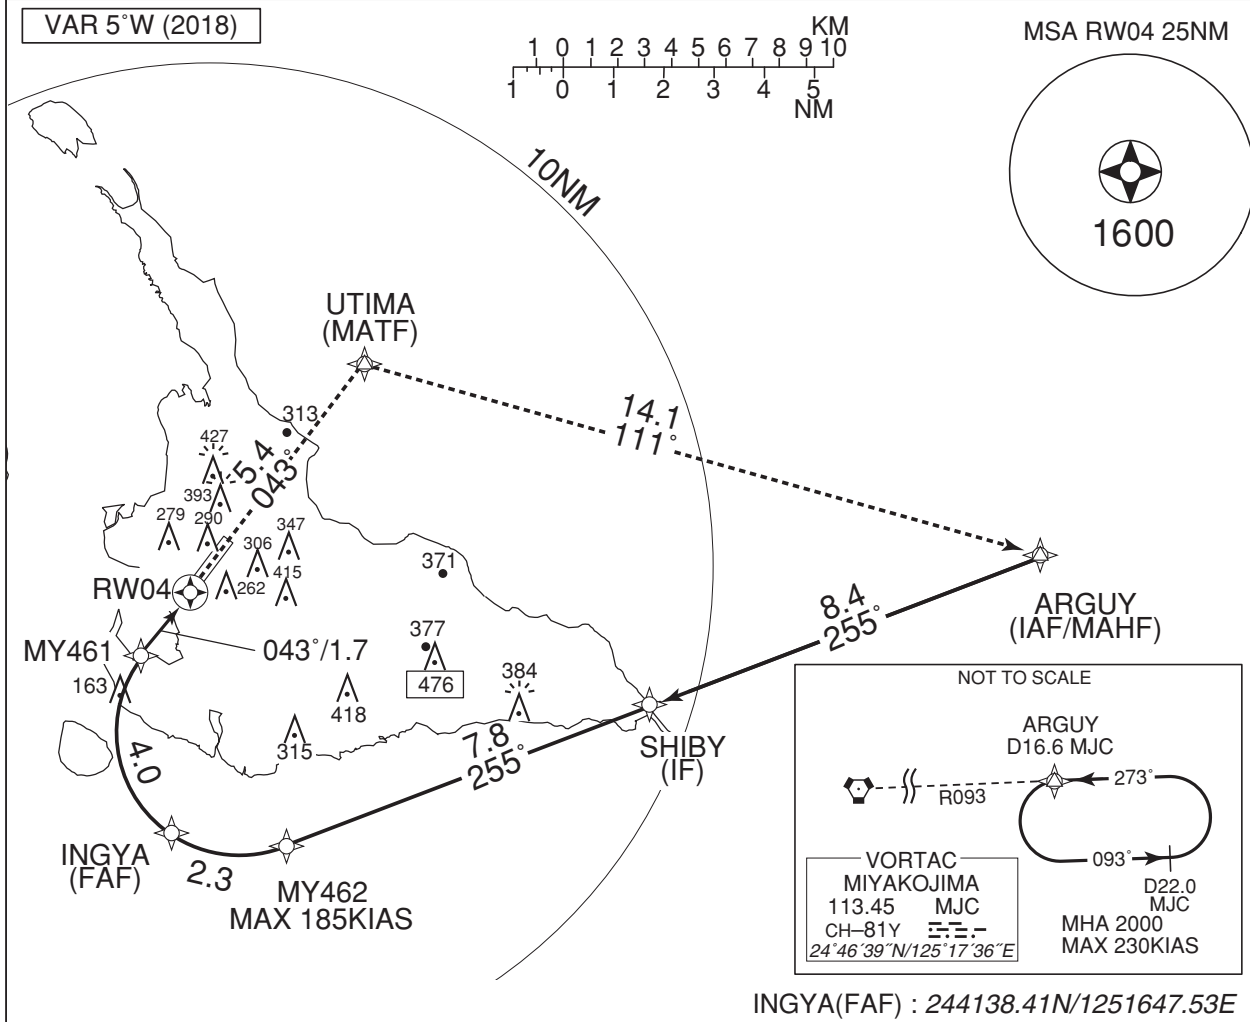 VAR 5°W (2018)
KM
1 0 1 2 3 4 5 6 7 8 9 10
1 0 1 2 3 4 5
NM
MSA RW04 25NM
1600
10NM
UTIMA
(MATF)
14.1
111°
313
427
5.4
043°
393
279
290
347
306
371
415
262
RW04
ARGUY
(IAF/MAHF)
8.4
255°
MY461
043°/1.7
377
476
384
163
418
315
7.8
255°
SHIBY
(IF)
4.0
INGYA
(FAF)
2.3
MY462
MAX 185KIAS
NOT TO SCALE
ARGUY
D16.6 MJC
R093
273°
093°
D22.0
MJC
MHA 2000
MAX 230KIAS
VORTAC
MIYAKOJIMA
113.45 MJC
CH–81Y
24°46´39˝N/125°17´36˝E
INGYA(FAF) : 244138.41N/1251647.53E